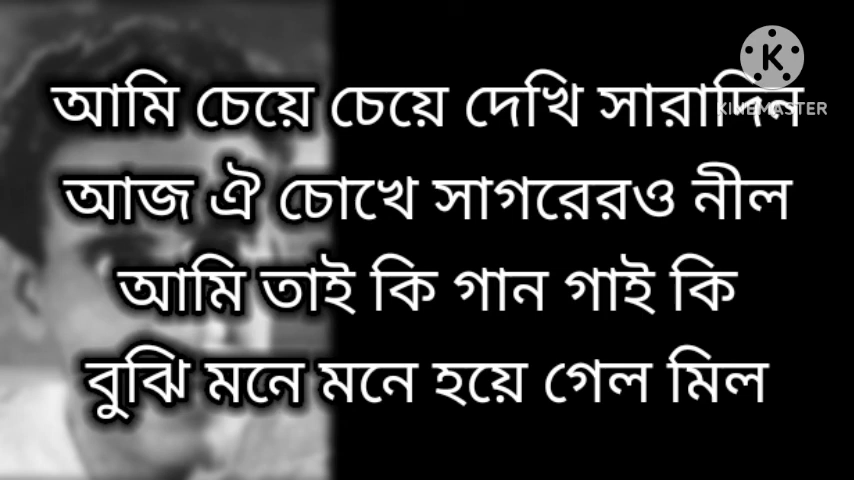 আমি চেয়ে চেয়ে দেখি সারাদিন
আজ ঐ চোখে সাগরেরও নীল
আমি তাই কি গান গাই কি
বুঝি মনে মনে হয়ে গেল মিল
K
KINEMASTER